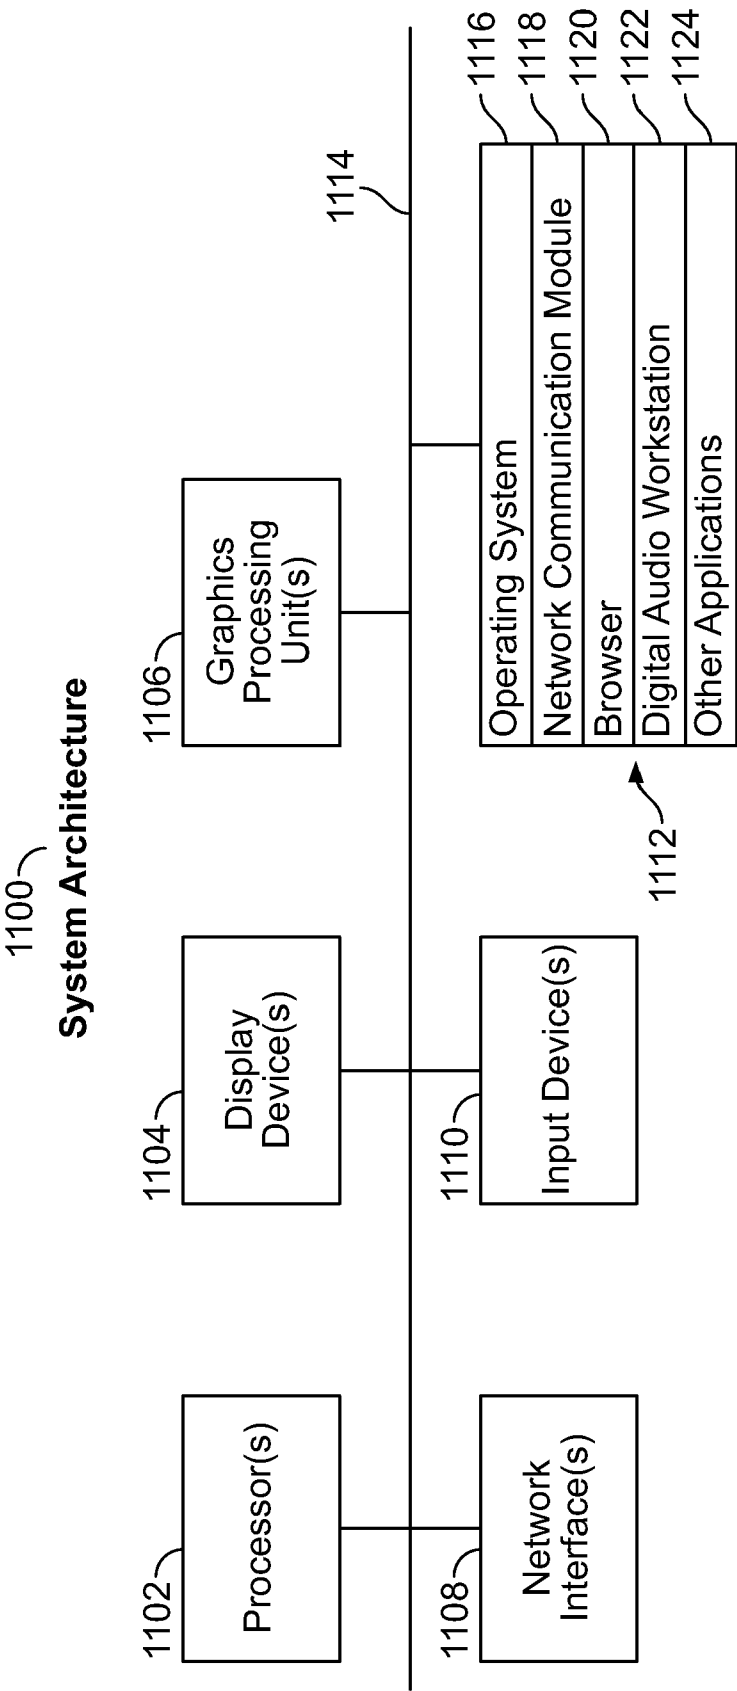 1100
System Architecture
1102
Processor(s)
1104
Display
Device(s)
1106
Graphics
Processing
Unit(s)
1114
1108
Network
Interface(s)
1110
Input Device(s)
1112
Operating System
1116
Network Communication Module
1118
Browser
1120
Digital Audio Workstation
1122
Other Applications
1124